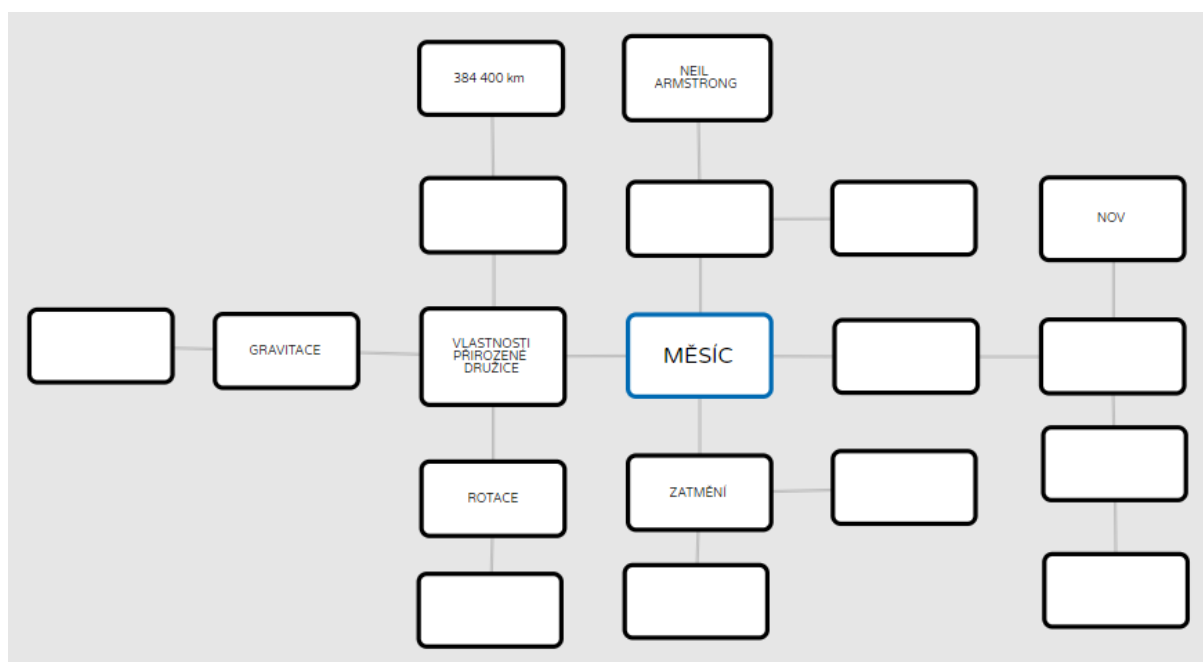 384 400 km
NEIL
ARMSTRONG
NOV
GRAVITACE
VLASTNOSTI
PŘIROZENÉ
DRUŽICE
MĚSÍC
ROTACE
ZATMĚNÍ